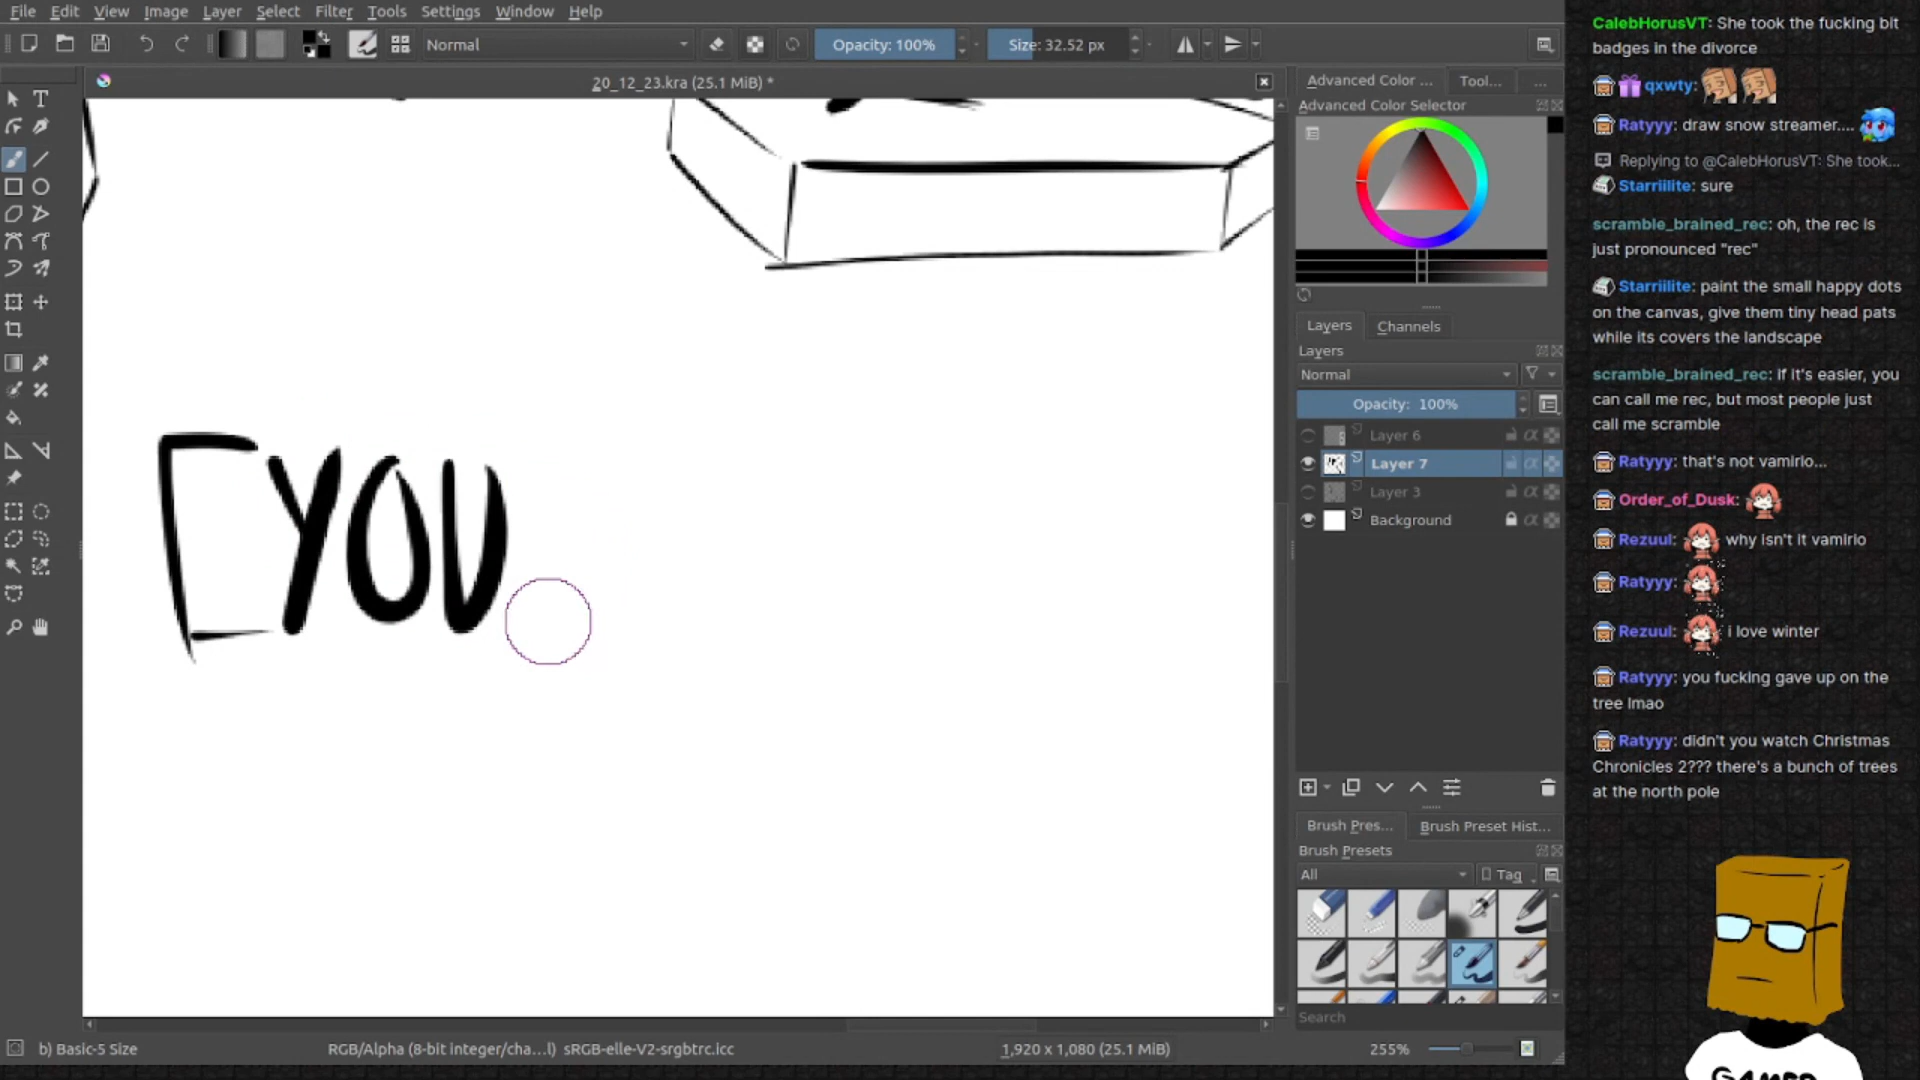 File Edit View Image Layer Select Filter Tools Settings Window Help
Normal Opacity: 100% Size: 32.52 px
20_12_23.kra (25.1 MiB) *
Advanced Color ... Tool... ...
Advanced Color Selector
YOU
Layers Channels
Layers
Normal
Opacity: 100%
Layer 6
Layer 7
Layer 3
Background
Brush Pres... Brush Preset Hist...
Brush Presets
All Tag
Search
b) Basic-5 Size RGB/Alpha (8-bit integer/cha...l) sRGB-elle-V2-srgbtrc.icc 1,920 x 1,080 (25.1 MiB) 255%
CalebHorusVT: She took the fucking bit
badges in the divorce
qxwty:
Ratyyy: draw snow streamer....
Replying to @CalebHorusVT: She took...
Starriilite: sure
scramble_brained_rec: oh, the rec is
just pronounced "rec"
Starriilite: paint the small happy dots
on the canvas, give them tiny head pats
while its covers the landscape
scramble_brained_rec: if it's easier, you
can call me rec, but most people just
call me scramble
Ratyyy: that's not vamirio...
Order_of_Dusk:
Rezuul: why isn't it vamirio
Ratyyy:
Rezuul: i love winter
Ratyyy: you fucking gave up on the
tree lmao
Ratyyy: didn't you watch Christmas
Chronicles 2??? there's a bunch of trees
at the north pole
GAMER